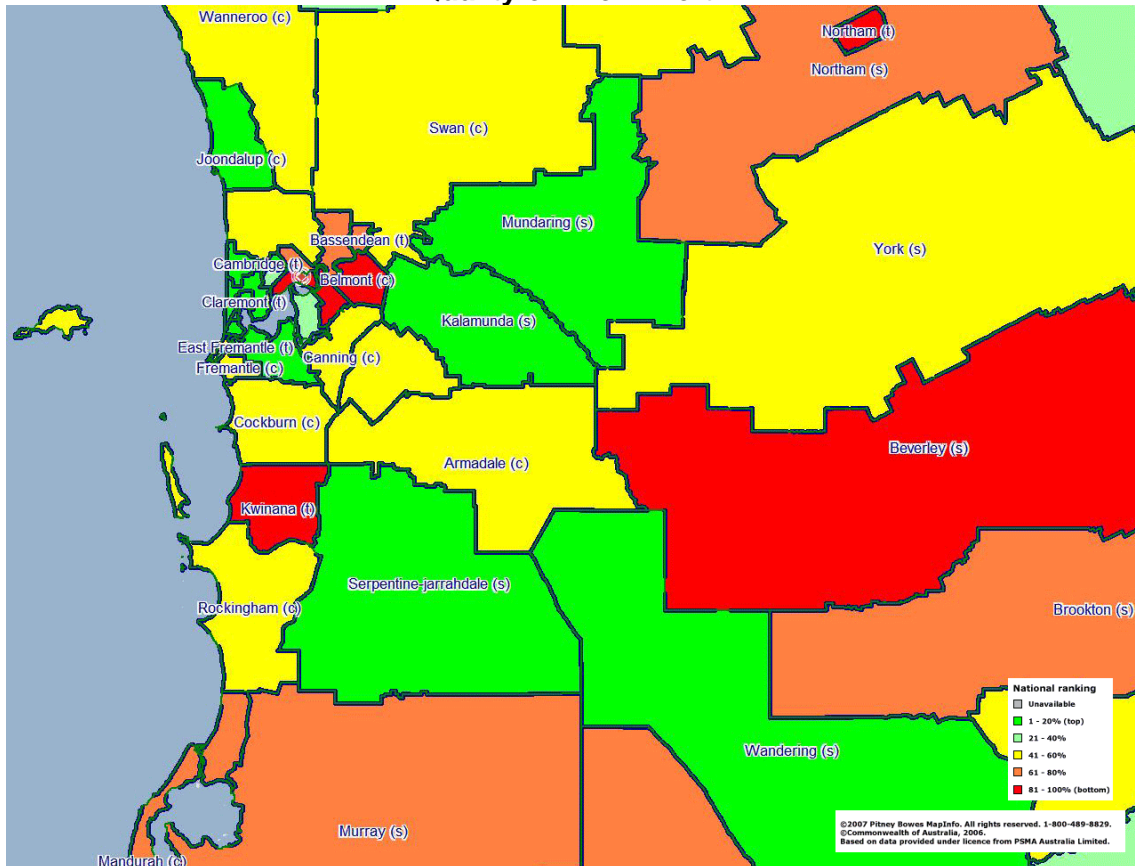 Wanneroo (c)
Northam (t)
Northam (s)
Swan (c)
Joondalup (c)
Mundaring (s)
Bassendean (t)
York (s)
Cambridge (t)
Belmont (c)
Claremont (t)
Kalamunda (s)
East Fremantle (t)
Canning (c)
Fremantle (c)
Cockburn (c)
Beverley (s)
Armadale (c)
Kwinana (t)
Serpentine-jarrahdale (s)
Rockingham (c)
Brookton (s)
National ranking
Unavailable
1 - 20% (top)
21 - 40%
41 - 60%
61 - 80%
81 - 100% (bottom)
Wandering (s)
Murray (s)
Mandurah (c)
©2007 Pitney Bowes MapInfo. All rights reserved. 1-800-489-8829.
©Commonwealth of Australia, 2006.
Based on data provided under licence from PSMA Australia Limited.